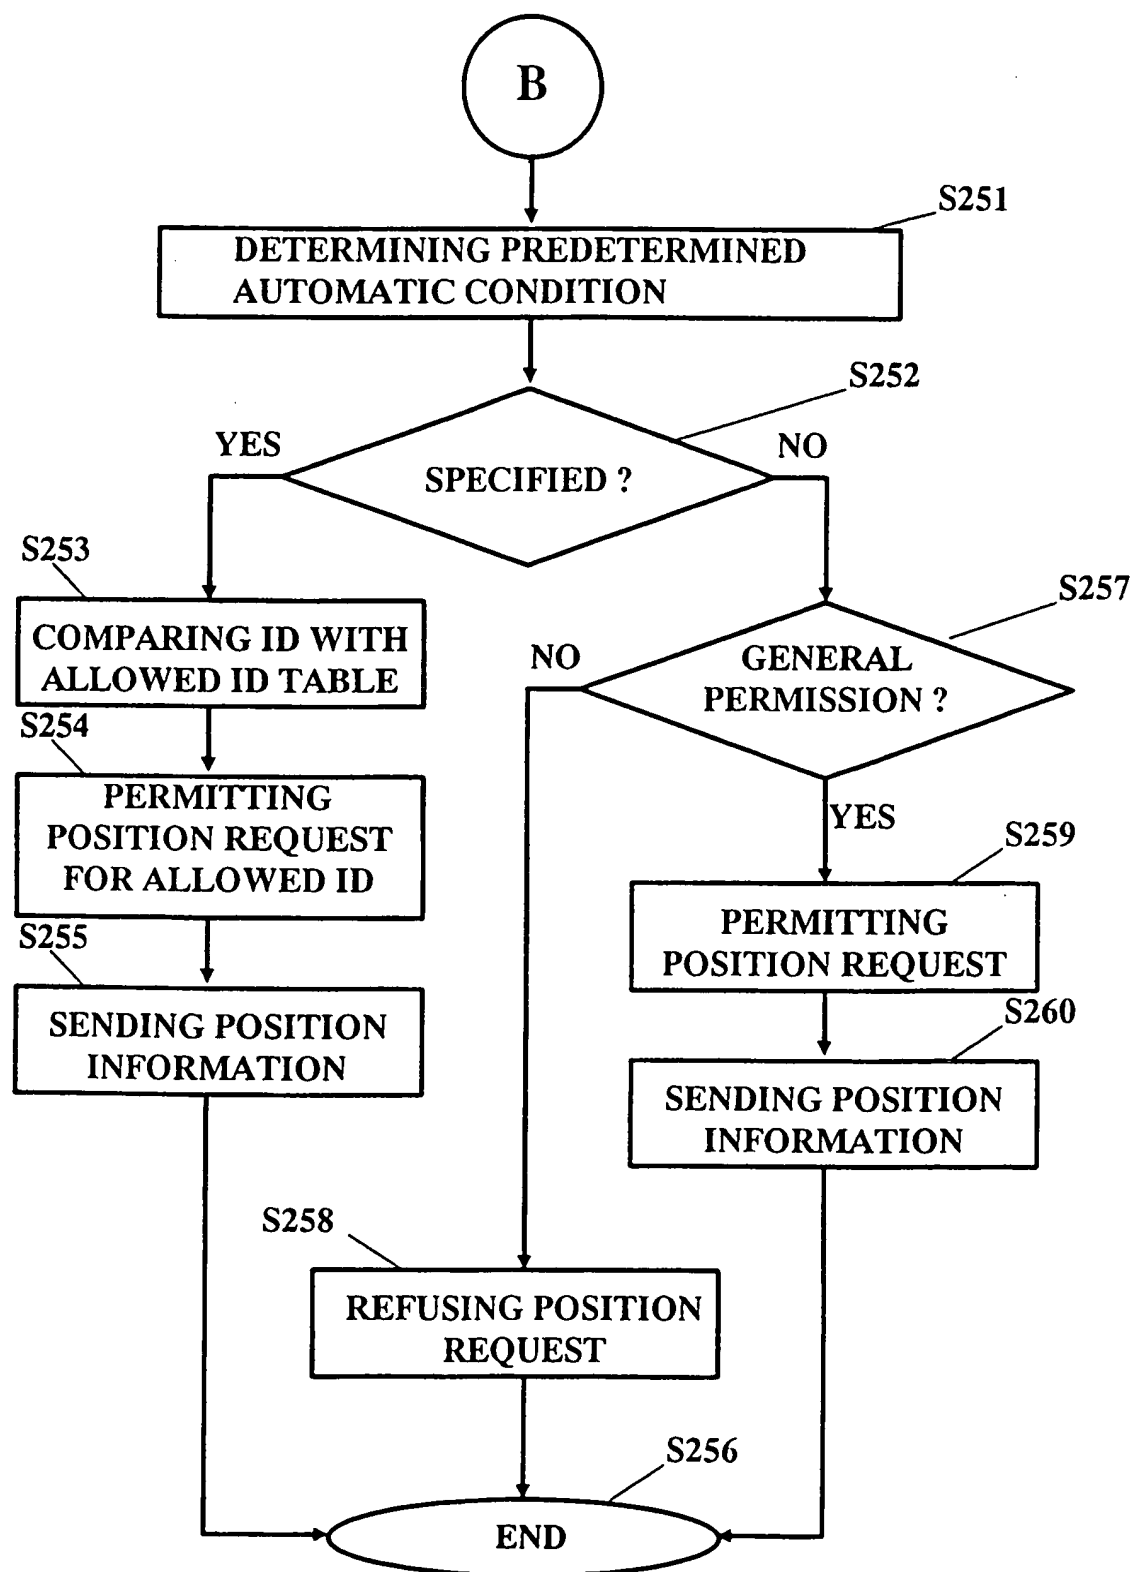 B
S251
DETERMINING PREDETERMINED
AUTOMATIC CONDITION
S252
YES
NO
SPECIFIED ?
S253
COMPARING ID WITH
ALLOWED ID TABLE
S257
NO
GENERAL
PERMISSION ?
S254
PERMITTING
POSITION REQUEST
FOR ALLOWED ID
YES
S259
PERMITTING
POSITION REQUEST
S255
SENDING POSITION
INFORMATION
S260
SENDING POSITION
INFORMATION
S258
REFUSING POSITION
REQUEST
S256
END